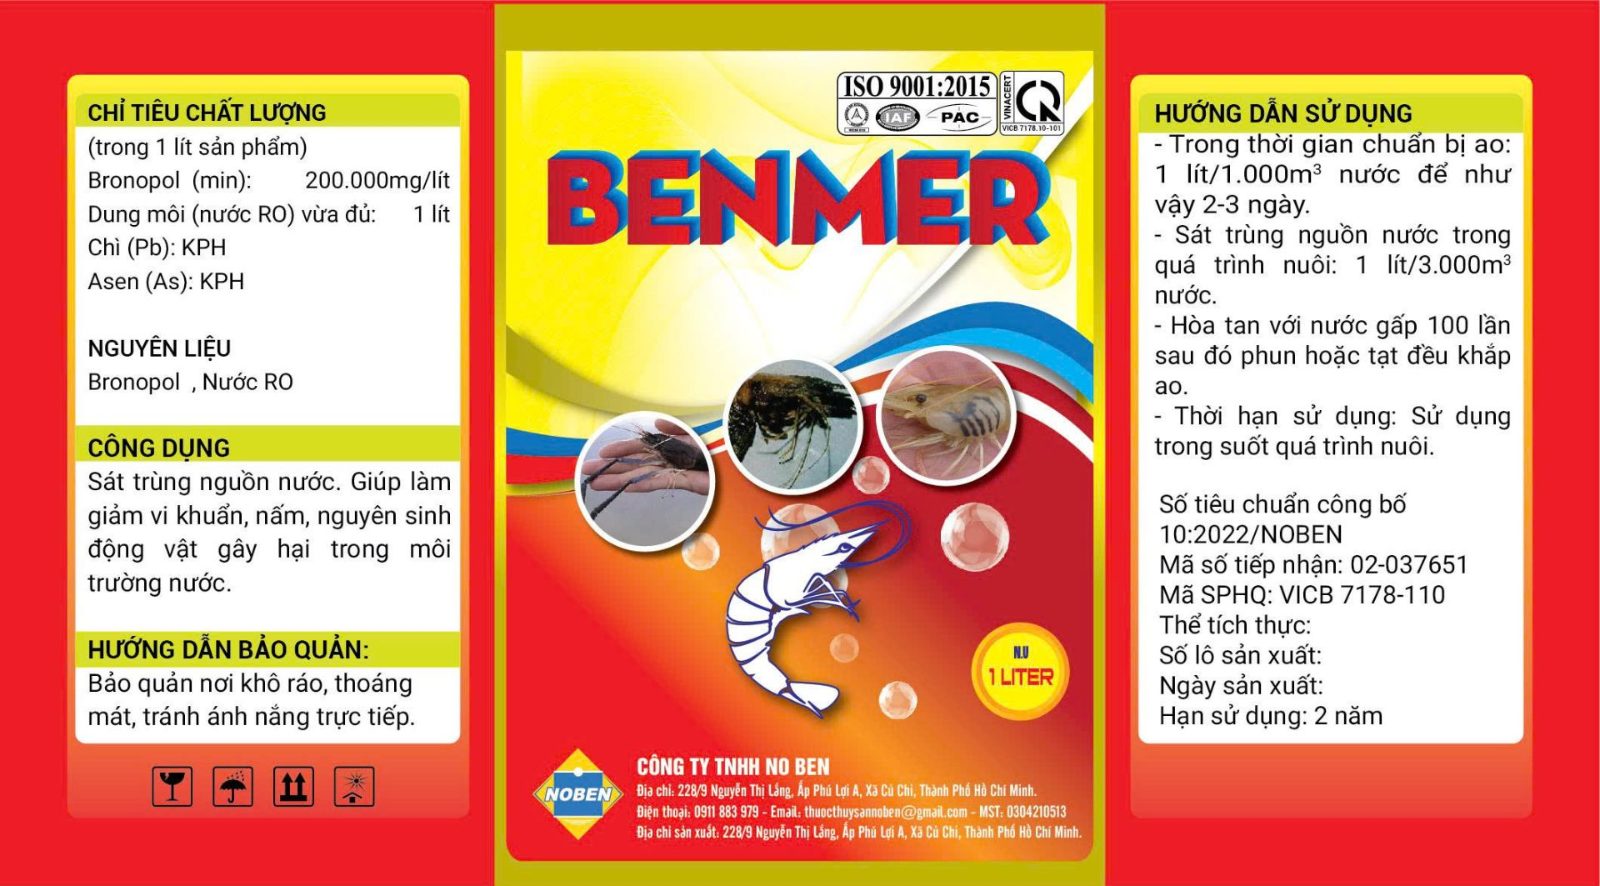 CHỈ TIÊU CHẤT LƯỢNG
(trong 1 lít sản phẩm)
Bronopol (min): 200.000mg/lít
Dung môi (nước RO) vừa đủ: 1 lít
Chì (Pb): KPH
Asen (As): KPH
NGUYÊN LIỆU
Bronopol , Nước RO
CÔNG DỤNG
Sát trùng nguồn nước. Giúp làm
giảm vi khuẩn, nấm, nguyên sinh
động vật gây hại trong môi
trường nước.
HƯỚNG DẪN BẢO QUẢN:
Bảo quản nơi khô ráo, thoáng
mát, tránh ánh nắng trực tiếp.
ISO 9001:2015
IAF
PAC
VINACERT
VICB 7178.10-101
BENMER
N.U
1 LITER
NOBEN
CÔNG TY TNHH NO BEN
Địa chỉ: 228/9 Nguyễn Thị Lắng, Ấp Phú Lợi A, Xã Củ Chi, Thành Phố Hồ Chí Minh.
Điện thoại: 0911 883 979 - Email: thuocthuysannoben@gmail.com - MST: 0304210513
Địa chỉ sản xuất: 228/9 Nguyễn Thị Lắng, Ấp Phú Lợi A, Xã Củ Chi, Thành Phố Hồ Chí Minh.
HƯỚNG DẪN SỬ DỤNG
- Trong thời gian chuẩn bị ao:
1 lít/1.000m³ nước để như
vậy 2-3 ngày.
- Sát trùng nguồn nước trong
quá trình nuôi: 1 lít/3.000m³
nước.
- Hòa tan với nước gấp 100 lần
sau đó phun hoặc tạt đều khắp
ao.
- Thời hạn sử dụng: Sử dụng
trong suốt quá trình nuôi.
Số tiêu chuẩn công bố
10:2022/NOBEN
Mã số tiếp nhận: 02-037651
Mã SPHQ: VICB 7178-110
Thể tích thực:
Số lô sản xuất:
Ngày sản xuất:
Hạn sử dụng: 2 năm